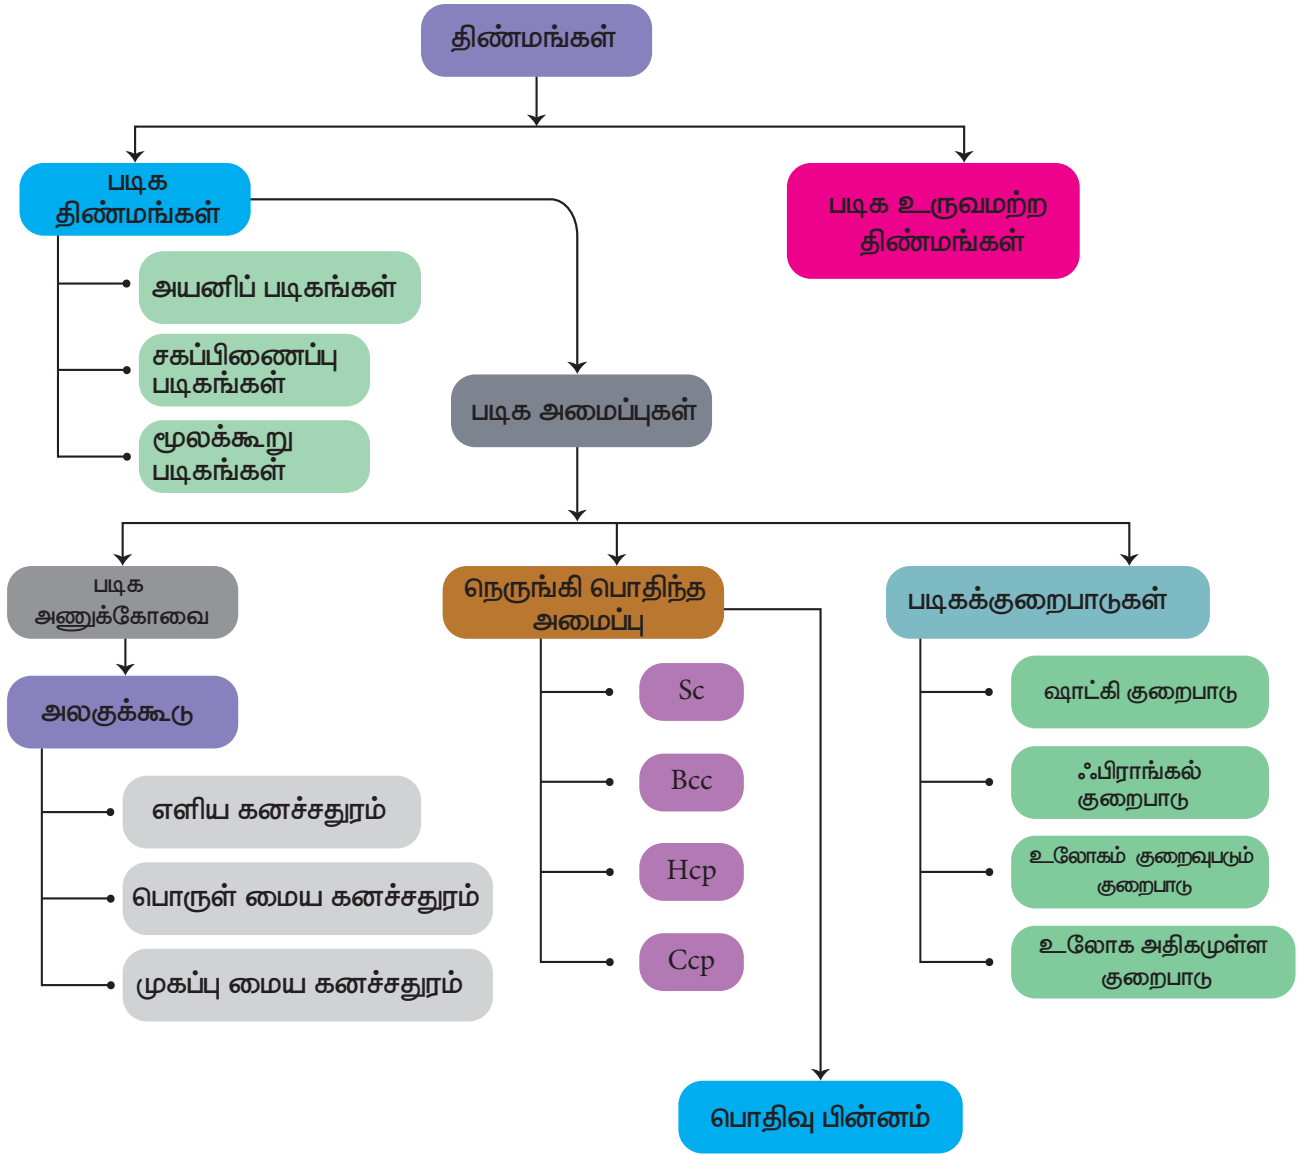 திண்மங்கள்
படிக
திண்மங்கள்
படிக உருவமற்ற
திண்மங்கள்
அயனிப் படிகங்கள்
சகப்பிணைப்பு
படிகங்கள்
மூலக்கூறு
படிகங்கள்
படிக அமைப்புகள்
படிக
அணுக்கோவை
அலகுக்கூடு
எளிய கனச்சதுரம்
பொருள் மைய கனச்சதுரம்
முகப்பு மைய கனச்சதுரம்
நெருங்கி பொதிந்த
அமைப்பு
Sc
Bcc
Hcp
Ccp
பொதிவு பின்னம்
படிகக்குறைபாடுகள்
ஷாட்கி குறைபாடு
ஃபிராங்கல்
குறைபாடு
உலோகம் குறைவுபடும்
குறைபாடு
உலோக அதிகமுள்ள
குறைபாடு